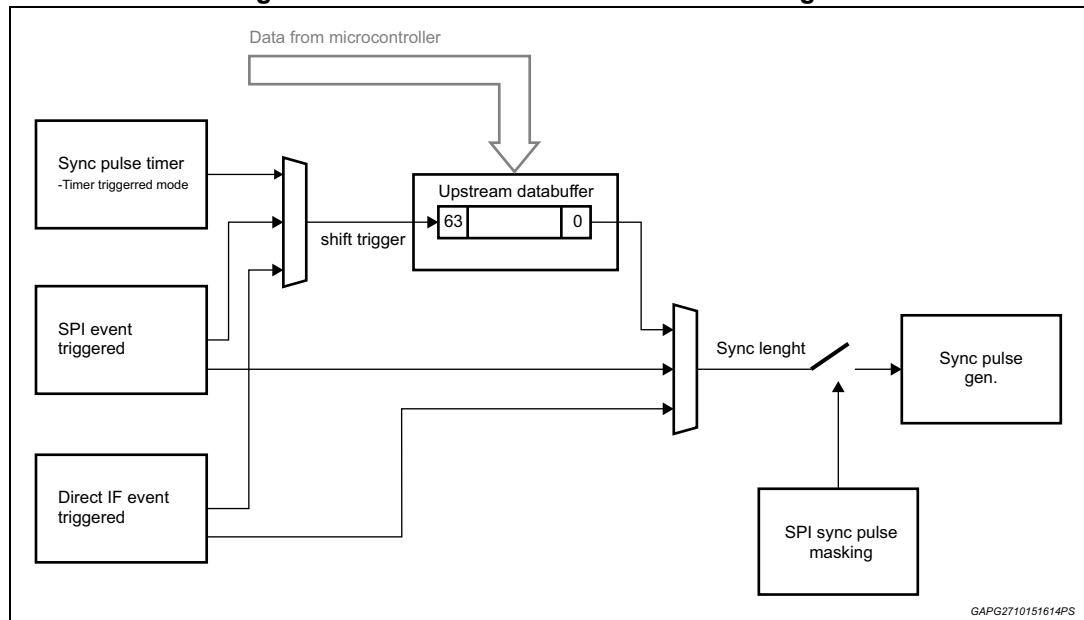 Data from microcontroller
Sync pulse timer
-Timer triggerred mode
Upstream databuffer
63
0
shift trigger
SPI event
triggered
Sync lenght
Sync pulse
gen.
Direct IF event
triggered
SPI sync pulse
masking
GAPG2710151614PS